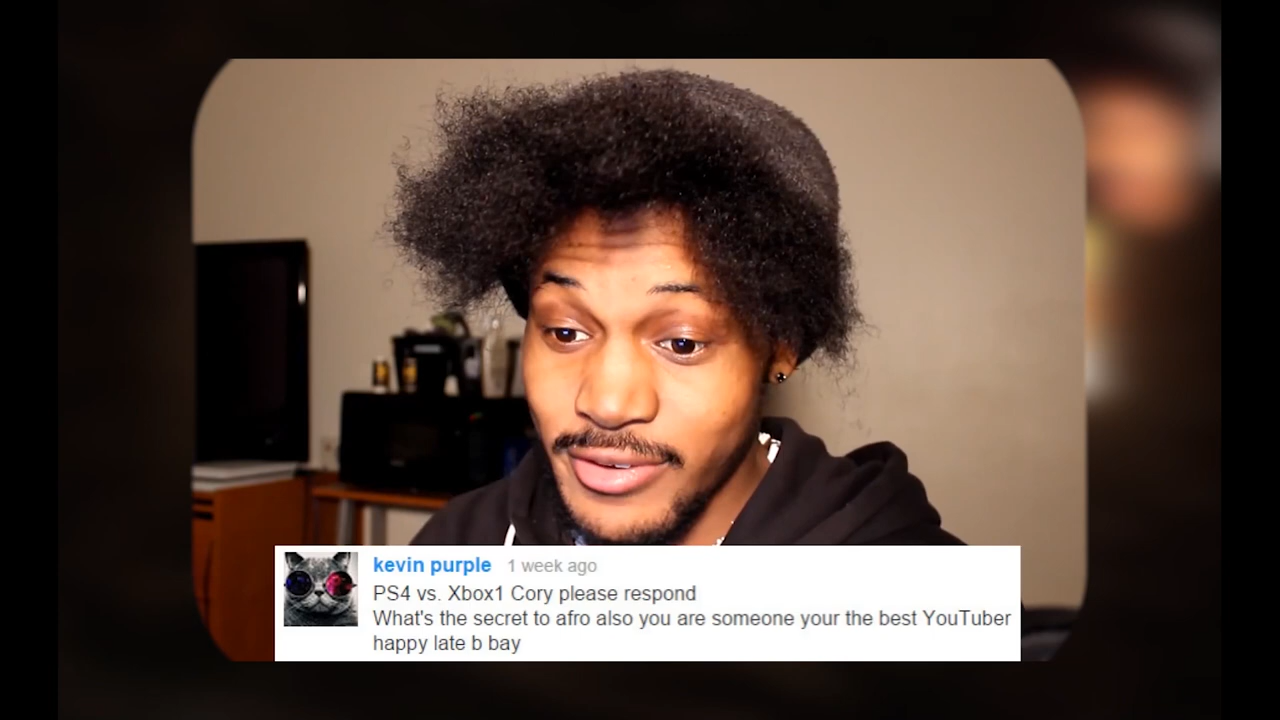 kevin purple 1 week ago
PS4 vs. Xbox1 Cory please respond
What's the secret to afro also you are someone your the best YouTuber
happy late b bay